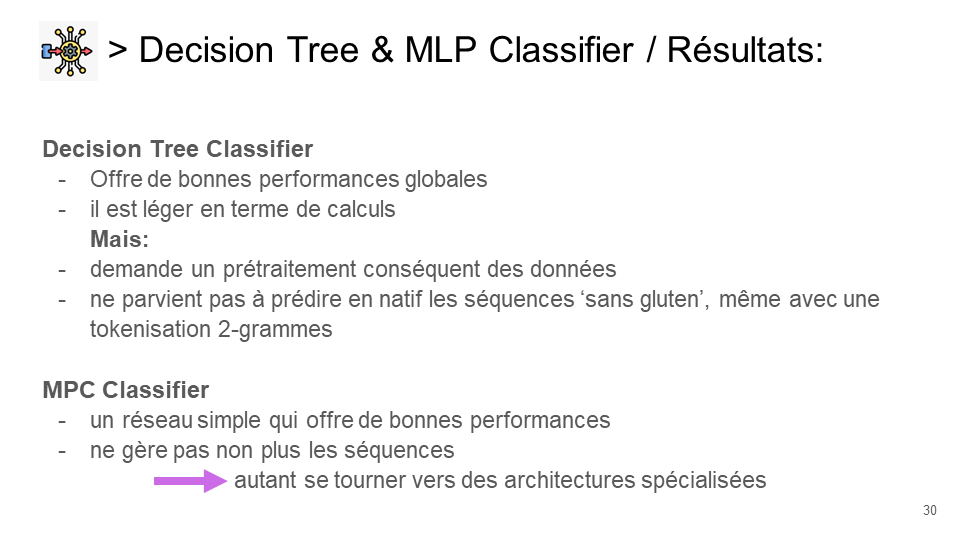 > Decision Tree & MLP Classifier / Résultats:
Decision Tree Classifier
- Offre de bonnes performances globales
- il est léger en terme de calculs
Mais:
- demande un prétraitement conséquent des données
- ne parvient pas à prédire en natif les séquences ‘sans gluten’, même avec une
tokenisation 2-grammes
MPC Classifier
- un réseau simple qui offre de bonnes performances
- ne gère pas non plus les séquences
autant se tourner vers des architectures spécialisées
30